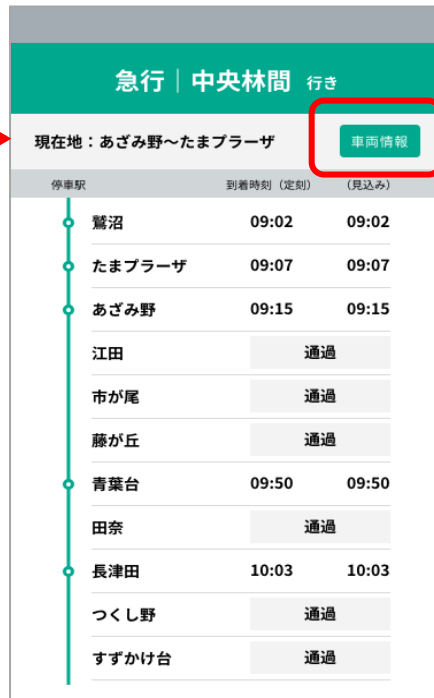 急行｜中央林間 行き
現在地：あざみ野～たまプラーザ 車両情報
停車駅 到着時刻（定刻） （見込み）
鷺沼 09:02 09:02
たまプラーザ 09:07 09:07
あざみ野 09:15 09:15
江田 通過
市が尾 通過
藤が丘 通過
青葉台 09:50 09:50
田奈 通過
長津田 10:03 10:03
つくし野 通過
すずかけ台 通過